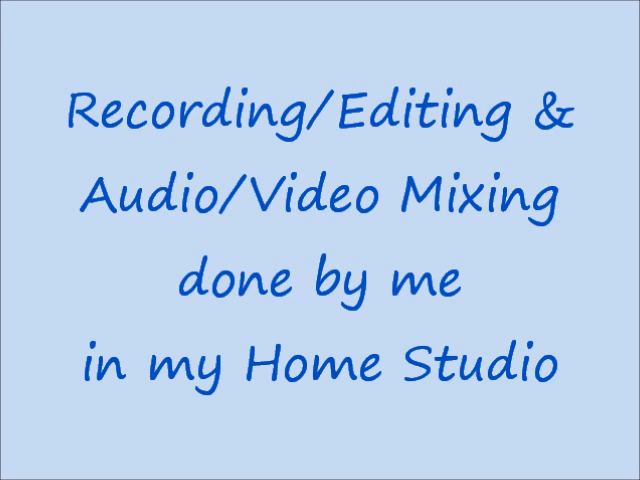 Recording/Editing &
Audio/Video Mixing
done by me
in my Home Studio